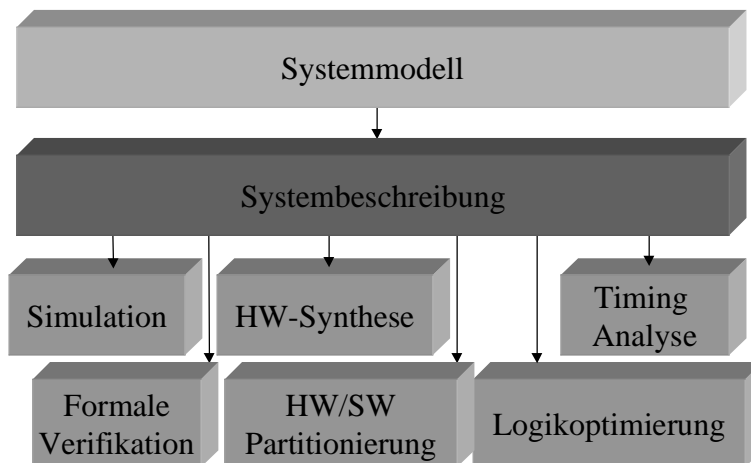 Systemmodell
Systembeschreibung
Simulation
HW-Synthese
Timing
Analyse
Formale
Verifikation
HW/SW
Partitionierung
Logikoptimierung